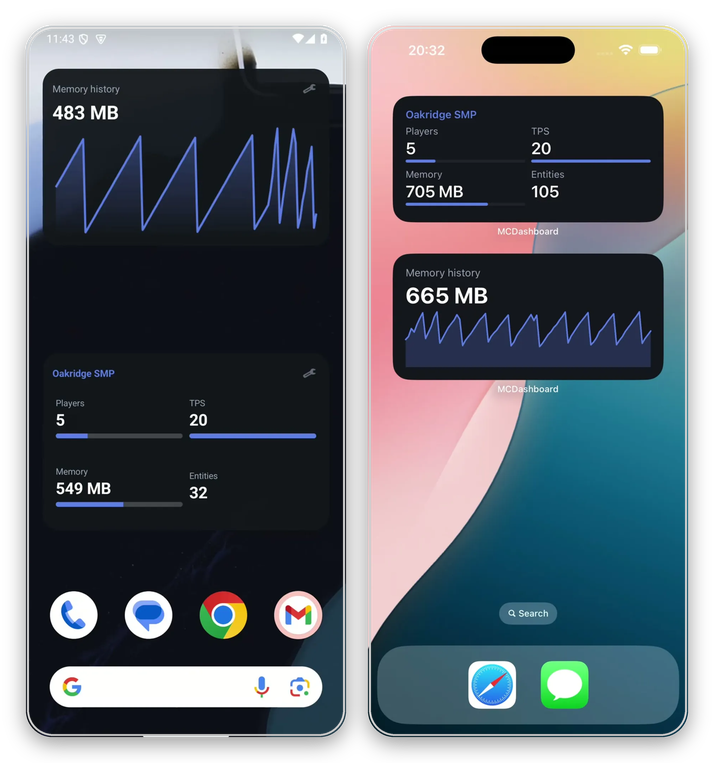 11:43
Memory history
483 MB
Oakridge SMP
Players
TPS
5
20
Memory
Entities
549 MB
32
20:32
Oakridge SMP
Players
TPS
5
20
Memory
Entities
705 MB
105
MCDashboard
Memory history
665 MB
MCDashboard
Search